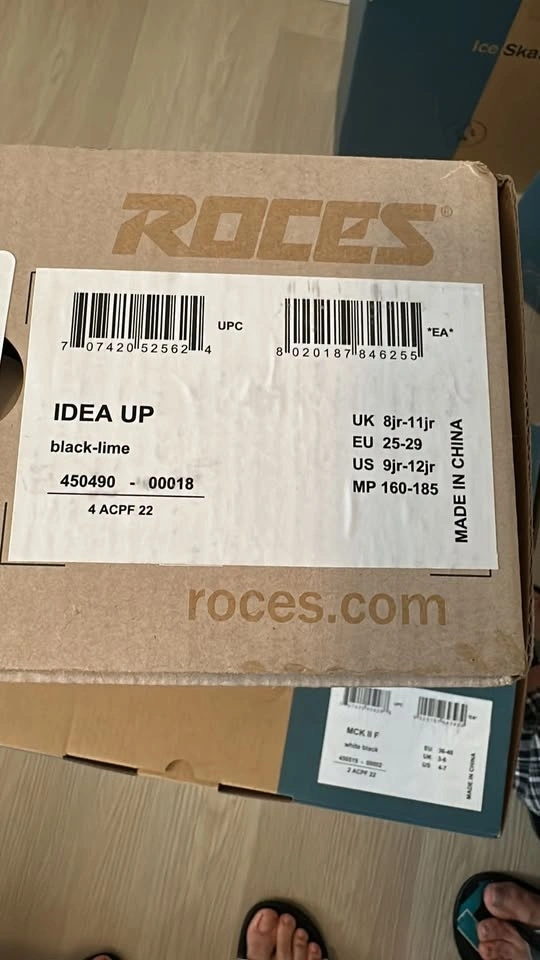 Ice Ska
ROCES®
7 07420 52562 4
UPC
8 020187 846255
*EA*
IDEA UP
black-lime
450490 - 00018
4 ACPF 22
UK 8jr-11jr
EU 25-29
US 9jr-12jr
MP 160-185
MADE IN CHINA
roces.com
UPC
MCK II F
white black
2 ACPF 22
EU 36-40
UK 3-6
US 4-7
MADE IN CHINA